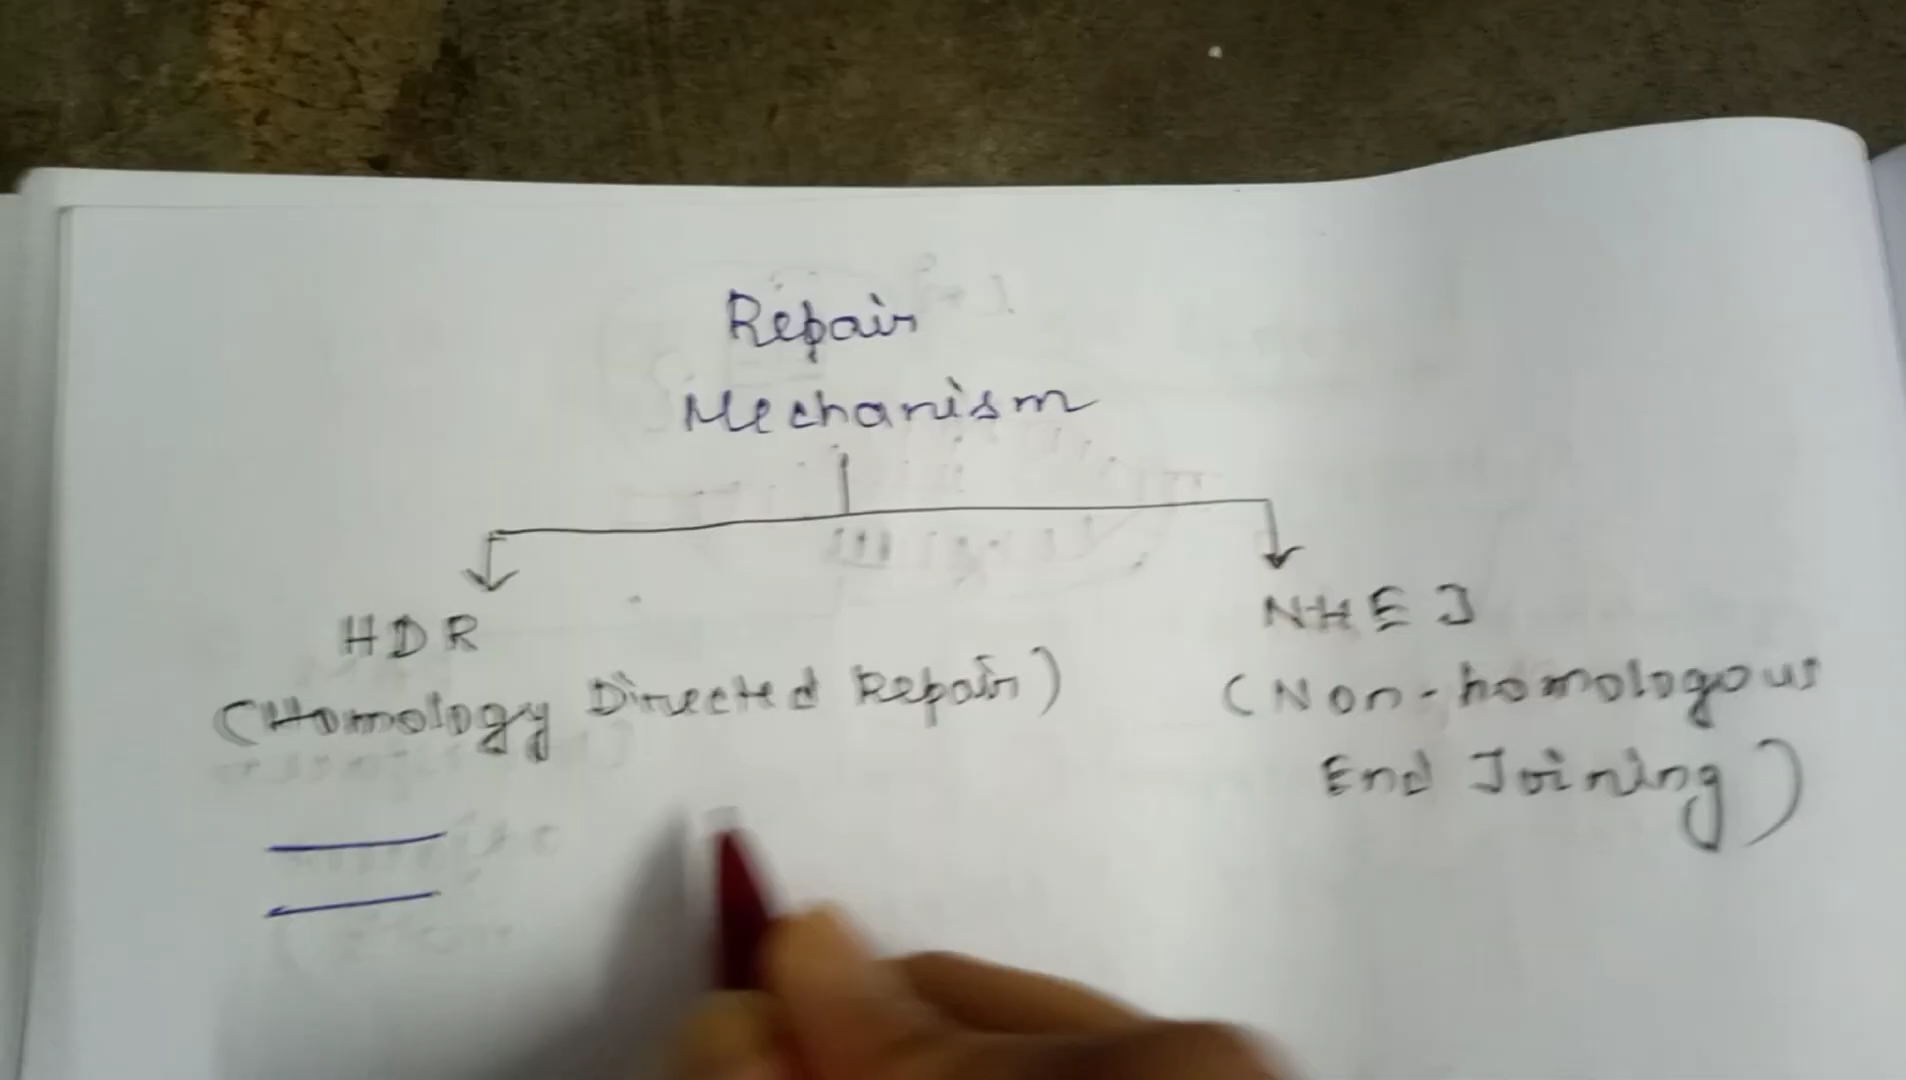 Repair
Mechanism
HDR
(Homology Directed Repair)
NHEJ
(Non-homologous
End Joining)